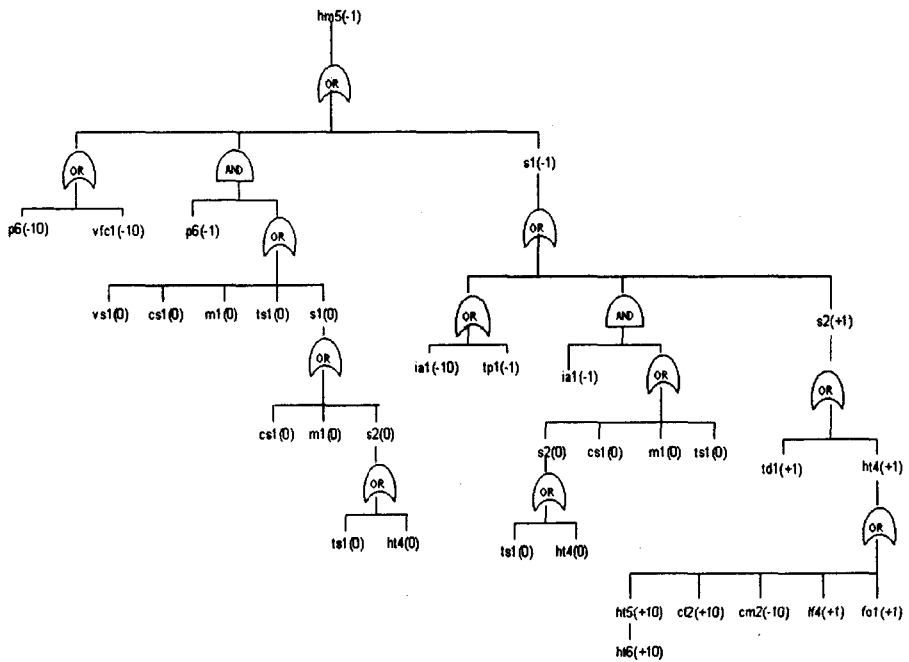 hm5(-1)
OR
OR
AND
s1(-1)
p6(-10) vfc1(-10) p6(-1)
OR
OR
vs1(0) cs1(0) m1(0) ts1(0) s1(0)
OR
AND
s2(+1)
OR
ia1(-10) tp1(-1) ia1(-1)
OR
OR
cs1(0) m1(0) s2(0)
s2(0) cs1(0) m1(0) ts1(0)
td1(+1) ht4(+1)
OR
OR
OR
ts1(0) ht4(0)
ts1(0) ht4(0)
ht5(+10) cl2(+10) cm2(-10) tf4(+1) fo1(+1)
ht6(+10)